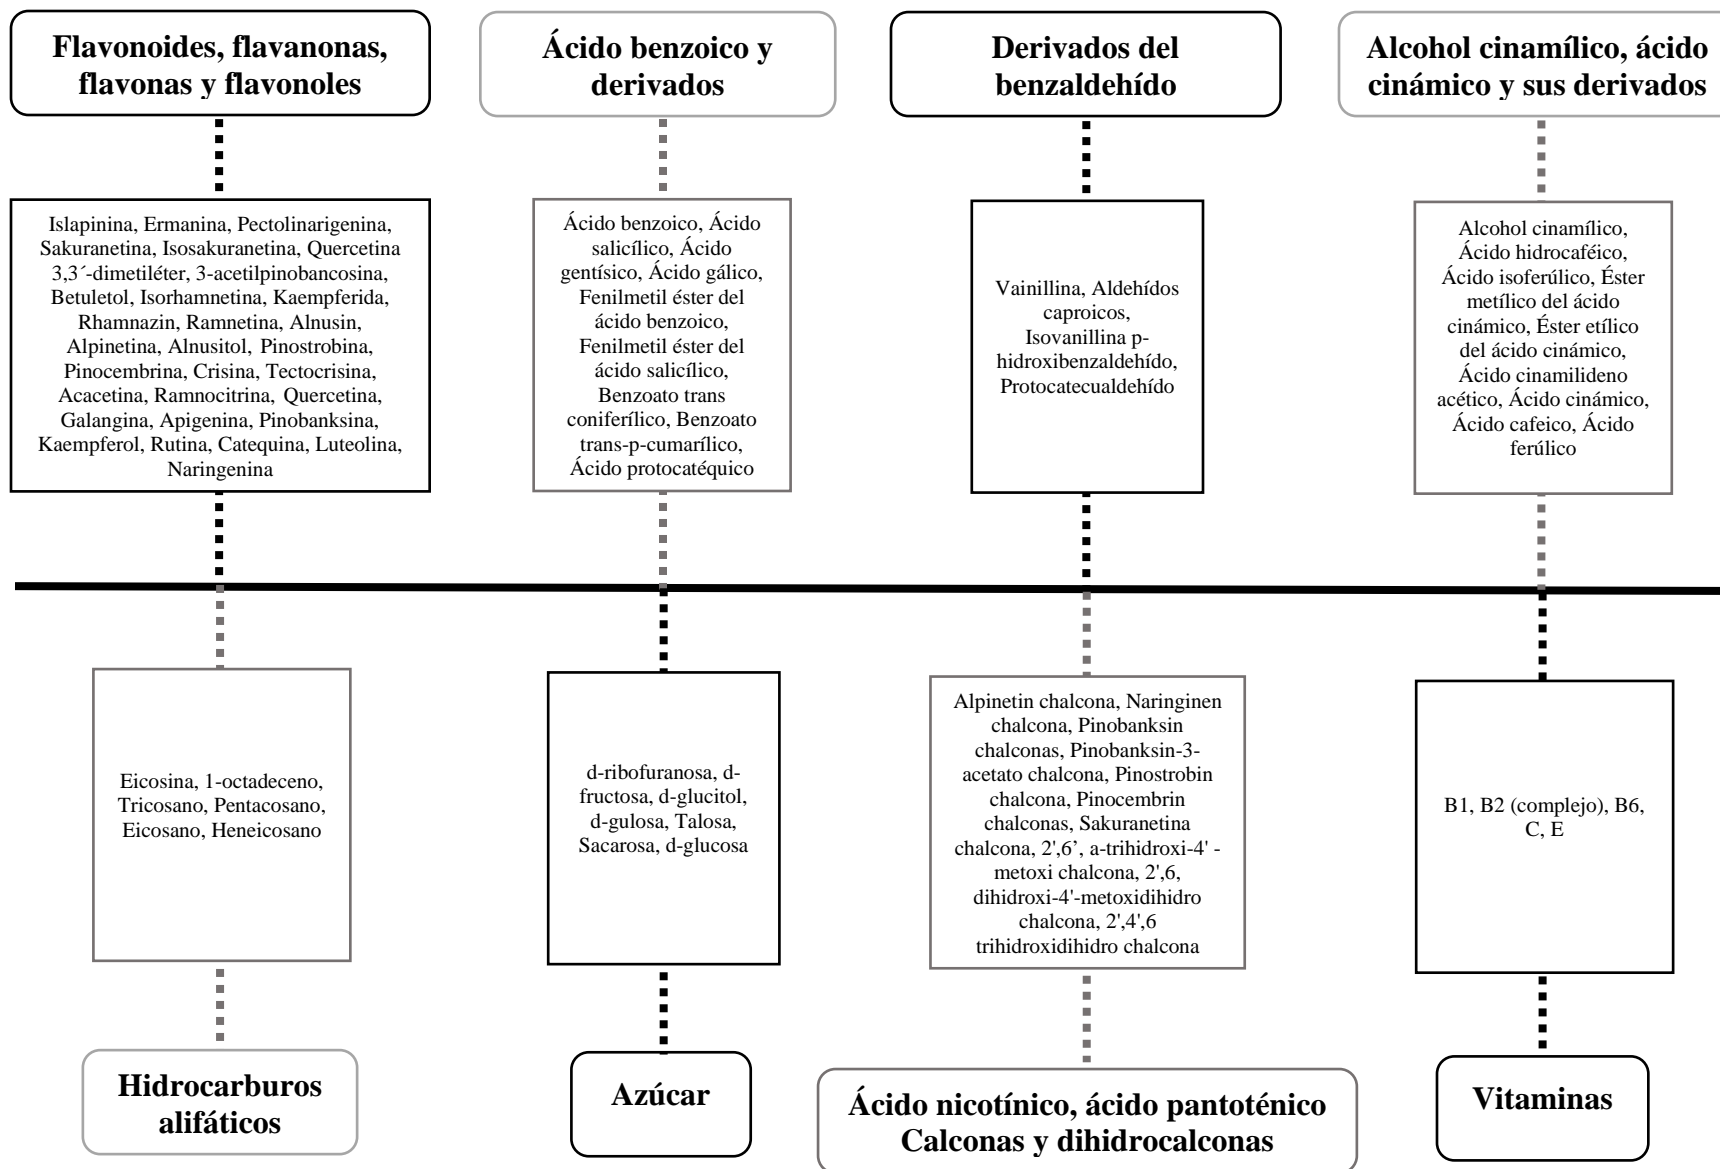 Flavonoides, flavanonas,
flavonas y flavonoles
Ácido benzoico y
derivados
Derivados del
benzaldehído
Alcohol cinamílico, ácido
cinámico y sus derivados
Islapinina, Ermanina, Pectolinarigenina,
Sakuranetina, Isosakuranetina, Quercetina
3,3´-dimetiléter, 3-acetilpinobancosina,
Betuletol, Isorhamnetina, Kaempferida,
Rhamnazin, Ramnetina, Alnusin,
Alpinetina, Alnusitol, Pinostrobina,
Pinocembrina, Crisina, Tectocrisina,
Acacetina, Ramnocitrina, Quercetina,
Galangina, Apigenina, Pinobanksina,
Kaempferol, Rutina, Catequina, Luteolina,
Naringenina
Ácido benzoico, Ácido
salicílico, Ácido
gentísico, Ácido gálico,
Fenilmetil éster del
ácido benzoico,
Fenilmetil éster del
ácido salicílico,
Benzoato trans
coniferílico, Benzoato
trans-p-cumarílico,
Ácido protocatéquico
Vainillina, Aldehídos
caproicos,
Isovanillina p-
hidroxibenzaldehído,
Protocatecualdehído
Alcohol cinamílico,
Ácido hidrocaféico,
Ácido isoferúlico, Éster
metílico del ácido
cinámico, Éster etílico
del ácido cinámico,
Ácido cinamilideno
acético, Ácido cinámico,
Ácido cafeico, Ácido
ferúlico
Eicosina, 1-octadeceno,
Tricosano, Pentacosano,
Eicosano, Heneicosano
d-ribofuranosa, d-
fructosa, d-glucitol,
d-gulosa, Talosa,
Sacarosa, d-glucosa
Alpinetin chalcona, Naringinen
chalcona, Pinobanksin
chalconas, Pinobanksin-3-
acetato chalcona, Pinostrobin
chalcona, Pinocembrin
chalconas, Sakuranetina
chalcona, 2',6’, a-trihidroxi-4' -
metoxi chalcona, 2',6,
dihidroxi-4'-metoxidihidro
chalcona, 2',4',6
trihidroxidihidro chalcona
B1, B2 (complejo), B6,
C, E
Hidrocarburos
alifáticos
Azúcar
Ácido nicotínico, ácido pantoténico
Calconas y dihidrocalconas
Vitaminas